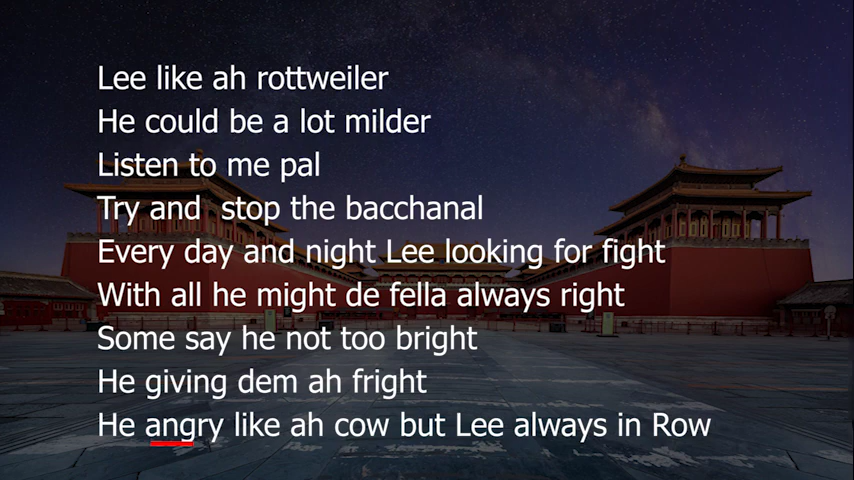 Lee like ah rottweiler
He could be a lot milder
Listen to me pal
Try and  stop the bacchanal
Every day and night Lee looking for fight
With all he might de fella always right
Some say he not too bright
He giving dem ah fright
He angry like ah cow but Lee always in Row